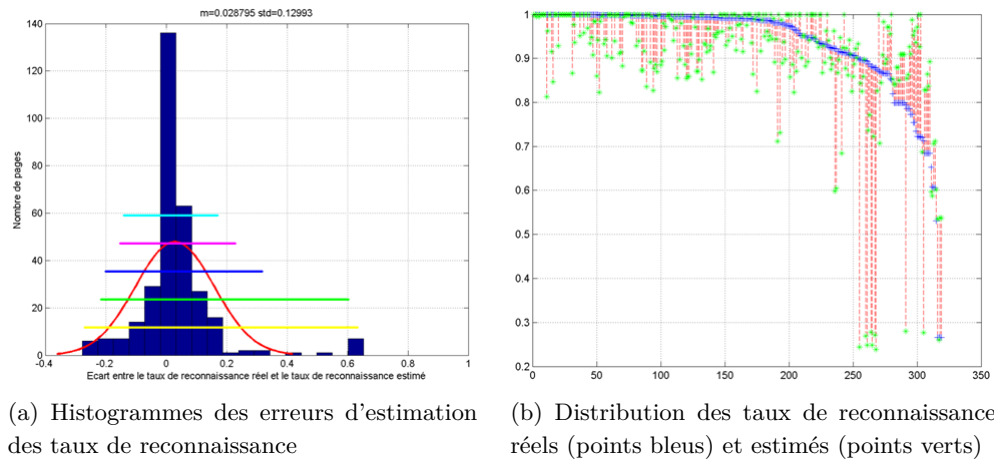 m=0.028795 std=0.12993
140
120
100
80
60
40
20
0
Nombre de pages
-0.4 -0.2 0 0.2 0.4 0.6 0.8 1
Ecart entre le taux de reconnaissance réel et le taux de reconnaissance estimé
1
0.9
0.8
0.7
0.6
0.5
0.4
0.3
0.2
0 50 100 150 200 250 300 350
(a) Histogrammes des erreurs d'estimation
des taux de reconnaissance
(b) Distribution des taux de reconnaissance
réels (points bleus) et estimés (points verts)